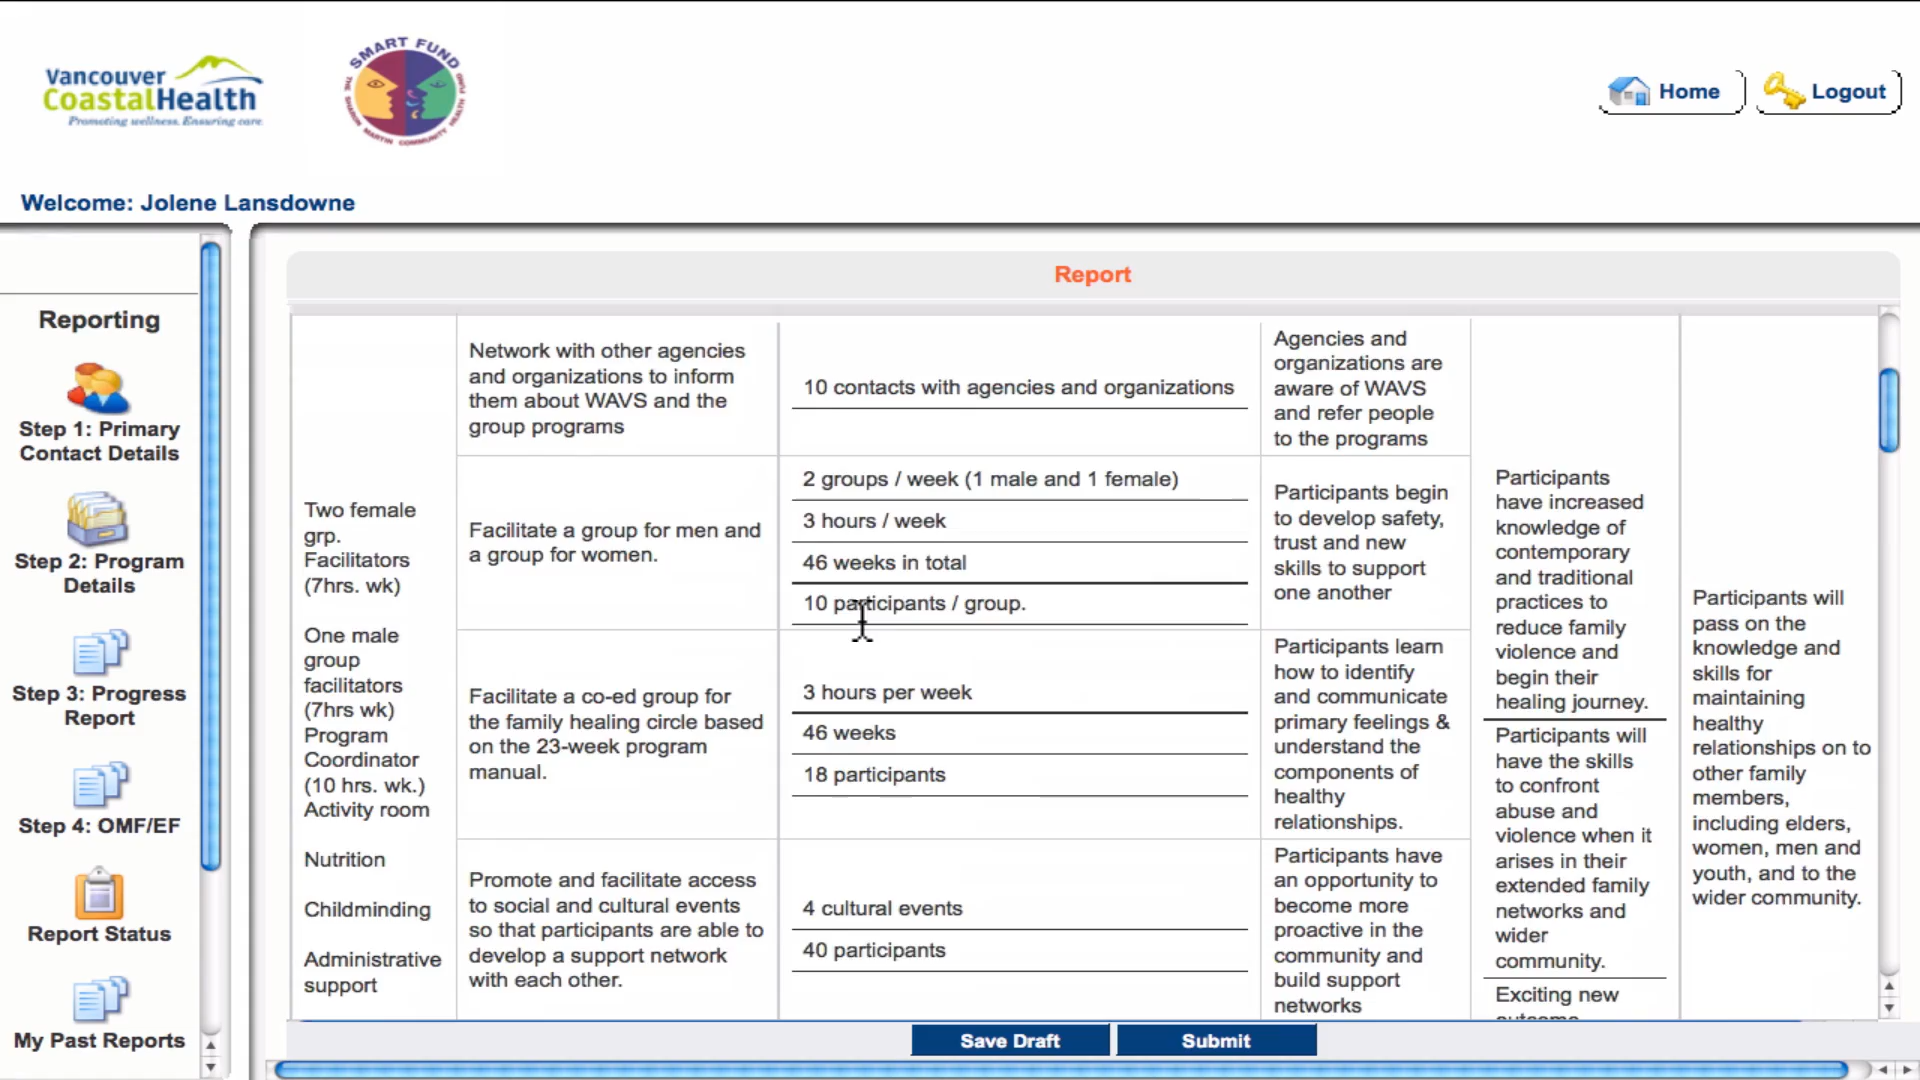 Vancouver
CoastalHealth
Promoting wellness. Ensuring care.
SMART FUND
THE SHARON MARTIN COMMUNITY HEALTH FUND
Home
Logout
Welcome: Jolene Lansdowne
Reporting
Step 1: Primary
Contact Details
Step 2: Program
Details
Step 3: Progress
Report
Step 4: OMF/EF
Report Status
My Past Reports
Report
Two female
grp.
Facilitators
(7hrs. wk)
One male
group
facilitators
(7hrs wk)
Program
Coordinator
(10 hrs. wk.)
Activity room
Nutrition
Childminding
Administrative
support
Network with other agencies
and organizations to inform
them about WAVS and the
group programs
10 contacts with agencies and organizations
Agencies and
organizations are
aware of WAVS
and refer people
to the programs
Facilitate a group for men and
a group for women.
2 groups / week (1 male and 1 female)
3 hours / week
46 weeks in total
10 participants / group.
Participants begin
to develop safety,
trust and new
skills to support
one another
Facilitate a co-ed group for
the family healing circle based
on the 23-week program
manual.
3 hours per week
46 weeks
18 participants
Participants learn
how to identify
and communicate
primary feelings &
understand the
components of
healthy
relationships.
Promote and facilitate access
to social and cultural events
so that participants are able to
develop a support network
with each other.
4 cultural events
40 participants
Participants have
an opportunity to
become more
proactive in the
community and
build support
networks
Participants
have increased
knowledge of
contemporary
and traditional
practices to
reduce family
violence and
begin their
healing journey.
Participants will
have the skills
to confront
abuse and
violence when it
arises in their
extended family
networks and
wider
community.
Exciting new
outcome
Participants will
pass on the
knowledge and
skills for
maintaining
healthy
relationships on to
other family
members,
including elders,
women, men and
youth, and to the
wider community.
Save Draft
Submit